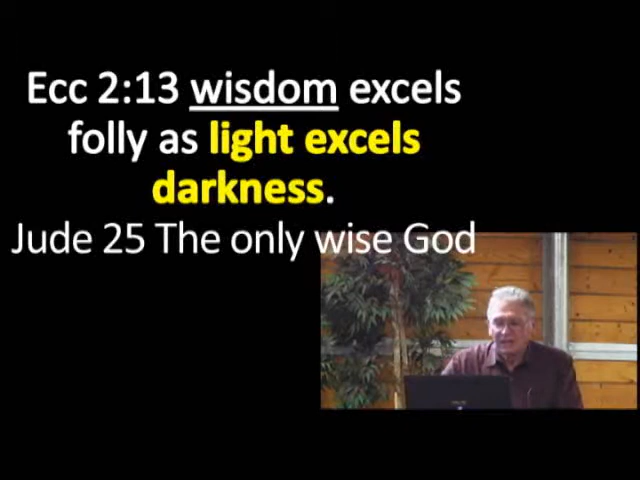 Ecc 2:13 wisdom excels
folly as light excels
darkness.
Jude 25 The only wise God